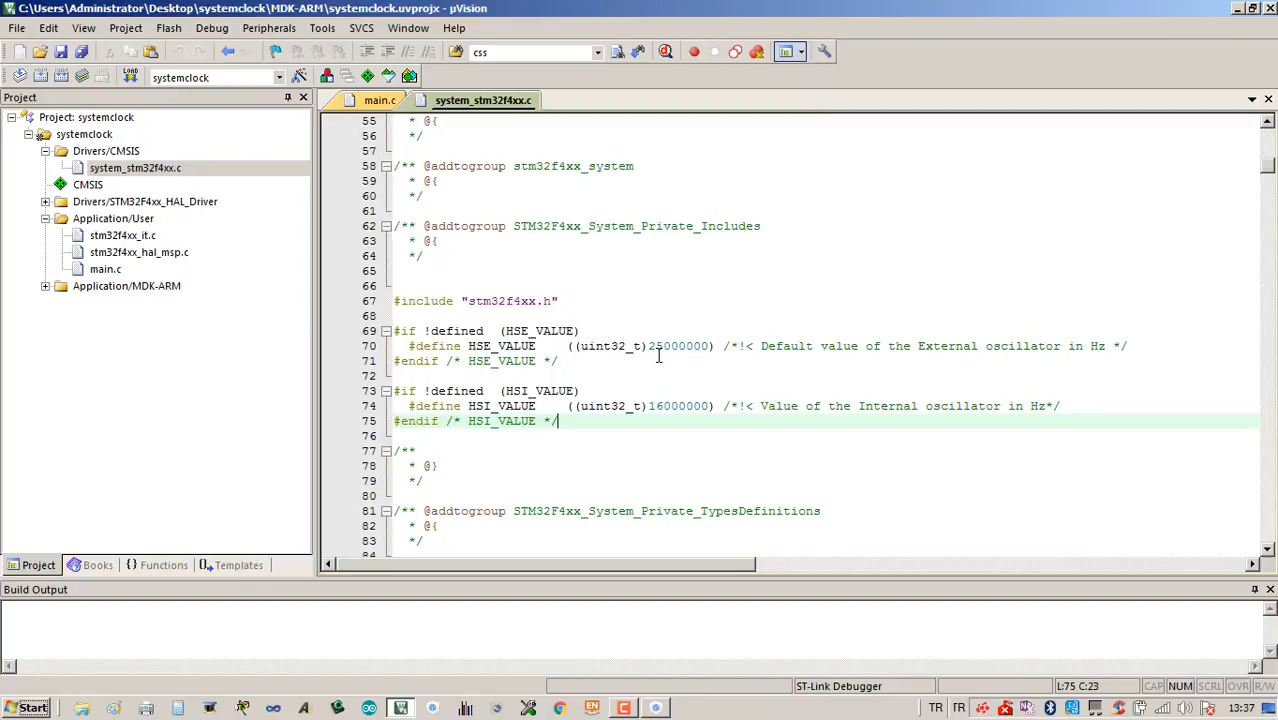 C:\Users\Administrator\Desktop\systemclock\MDK-ARM\systemclock.uvprojx - µVision
File Edit View Project Flash Debug Peripherals Tools SVCS Window Help
css
LOAD systemclock
Project
main.c system_stm32f4xx.c
Project: systemclock
systemclock
Drivers/CMSIS
system_stm32f4xx.c
CMSIS
Drivers/STM32F4xx_HAL_Driver
Application/User
stm32f4xx_it.c
stm32f4xx_hal_msp.c
main.c
Application/MDK-ARM
55 * @{
56 */
57
58 /** @addtogroup stm32f4xx_system
59 * @{
60 */
61
62 /** @addtogroup STM32F4xx_System_Private_Includes
63 * @{
64 */
65
66
67 #include "stm32f4xx.h"
68
69 #if !defined (HSE_VALUE)
70 #define HSE_VALUE ((uint32_t)25000000) /*!< Default value of the External oscillator in Hz */
71 #endif /* HSE_VALUE */
72
73 #if !defined (HSI_VALUE)
74 #define HSI_VALUE ((uint32_t)16000000) /*!< Value of the Internal oscillator in Hz*/
75 #endif /* HSI_VALUE */
76
77 /**
78 * @}
79 */
80
81 /** @addtogroup STM32F4xx_System_Private_TypesDefinitions
82 * @{
83 */
84
Project Books {} Functions 0 Templates
Build Output
ST-Link Debugger L:75 C:23 CAP NUM SCRL OVR R/W
Start EN TR FR 13:37